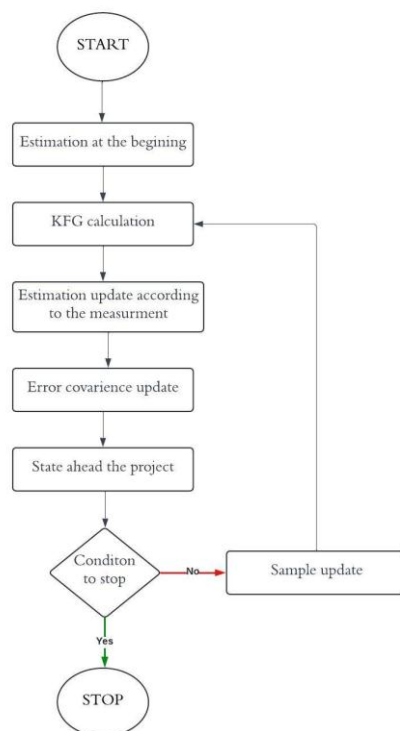 START
Estimation at the begining
KFG calculation
Estimation update according
to the measurment
Error covarience update
State ahead the project
Conditon
to stop
No
Sample update
Yes
STOP